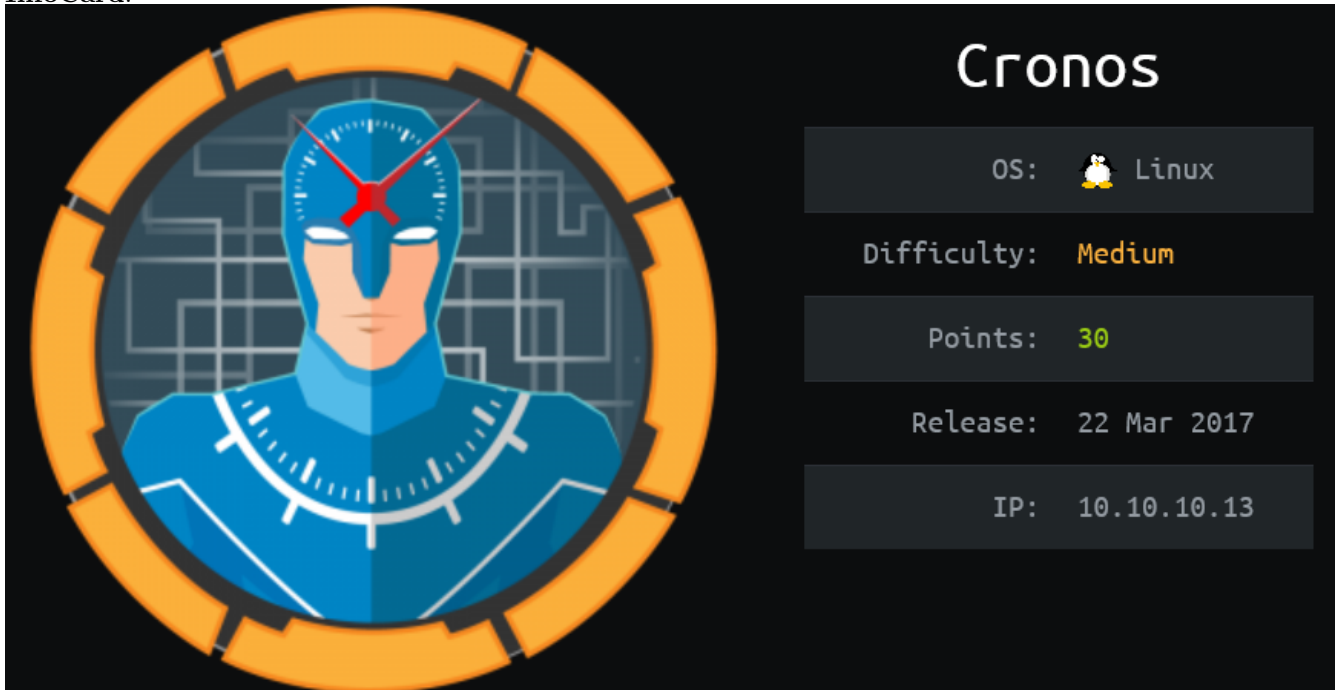 Cronos
OS: Linux
Difficulty: Medium
Points: 30
Release: 22 Mar 2017
IP: 10.10.10.13